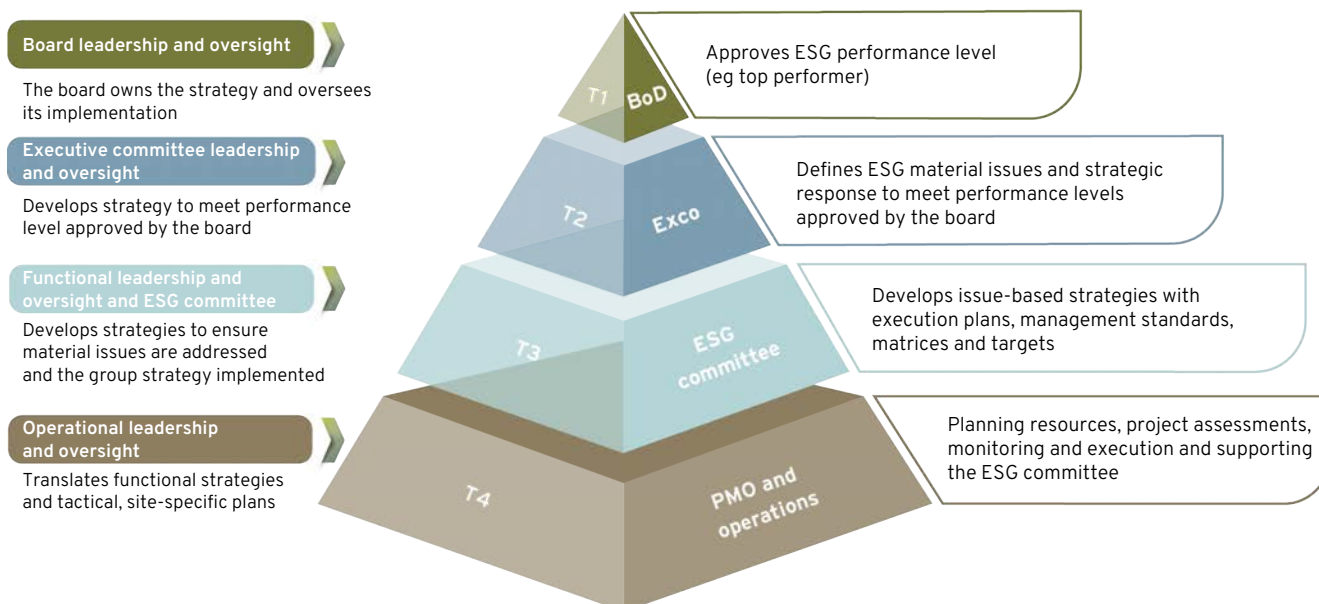 Board leadership and oversight
The board owns the strategy and oversees
its implementation
T1
BoD
Approves ESG performance level
(eg top performer)
Executive committee leadership
and oversight
Develops strategy to meet performance
level approved by the board
T2
Exco
Defines ESG material issues and strategic
response to meet performance levels
approved by the board
Functional leadership and
oversight and ESG committee
Develops strategies to ensure
material issues are addressed
and the group strategy implemented
T3
ESG
committee
Develops issue-based strategies with
execution plans, management standards,
matrices and targets
Operational leadership
and oversight
Translates functional strategies
and tactical, site-specific plans
T4
PMO and
operations
Planning resources, project assessments,
monitoring and execution and supporting
the ESG committee